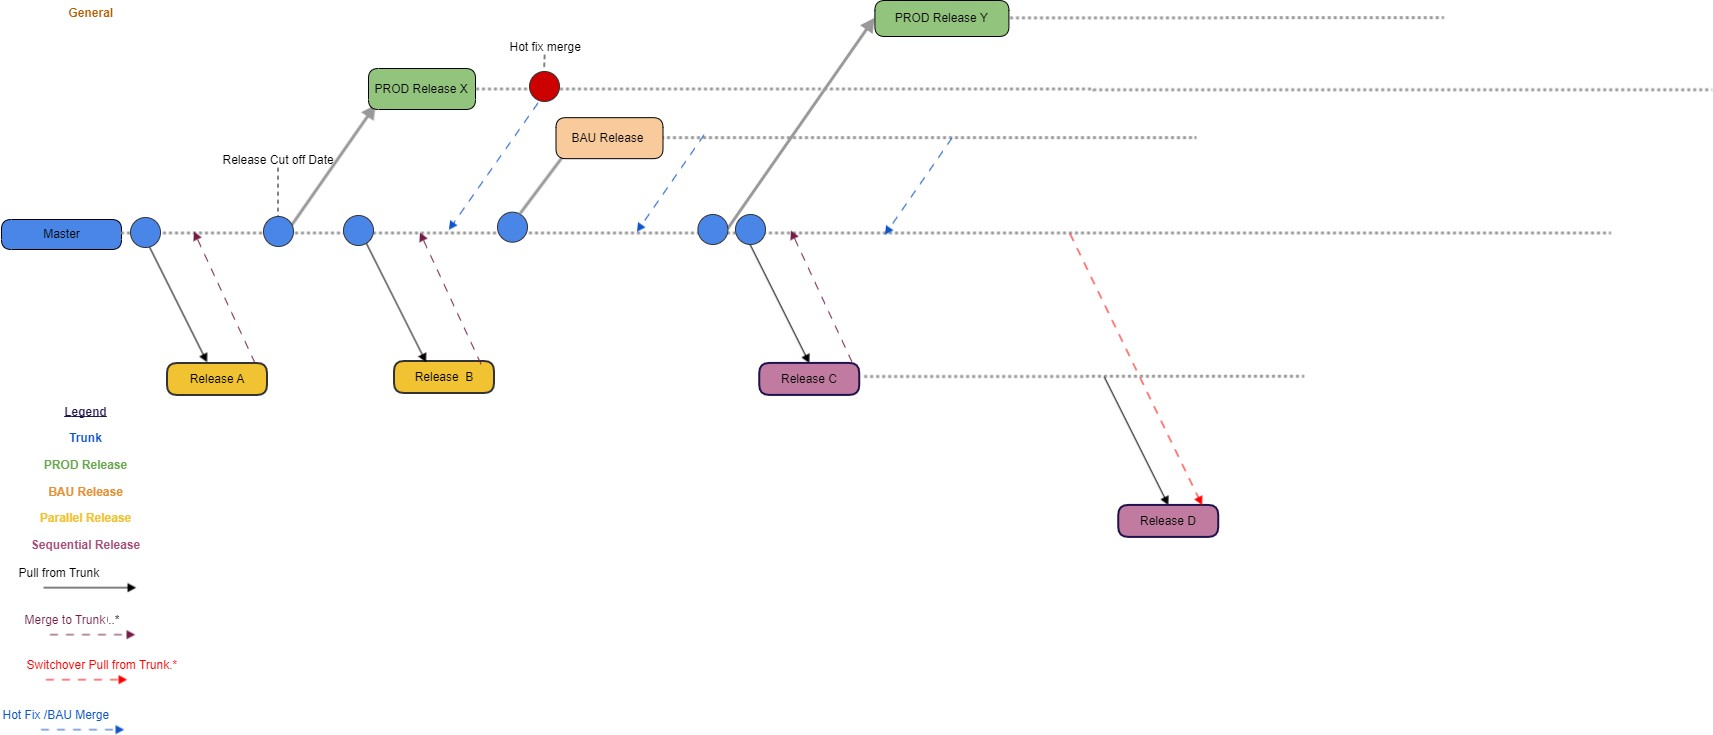 General
PROD Release Y
Hot fix merge
PROD Release X
BAU Release
Release Cut off Date
Master
Release A
Release  B
Release C
Legend
Trunk
PROD Release
BAU Release
Parallel Release
Sequential Release
Release D
Pull from Trunk
Merge to Trunk
Switchover Pull from Trunk.*
Hot Fix /BAU Merge